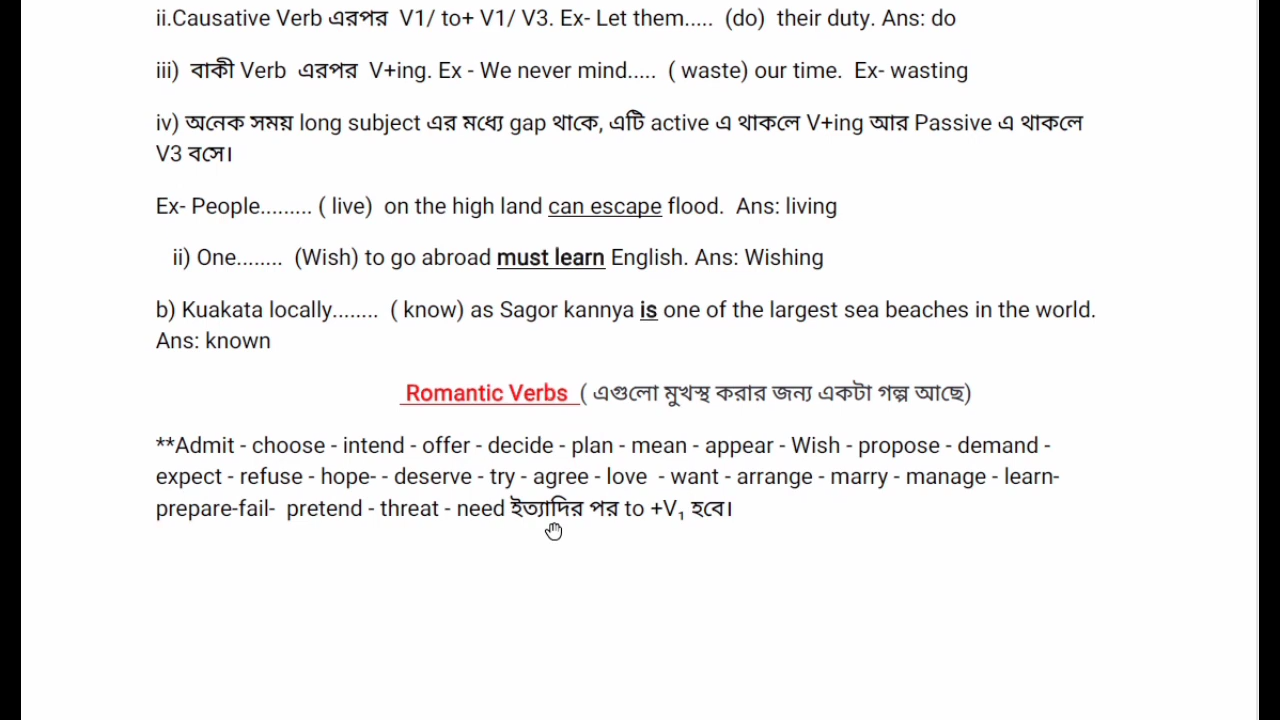 ii.Causative Verb এরপর V1/ to+ V1/ V3. Ex- Let them..... (do) their duty. Ans: do
iii) বাকী Verb এরপর V+ing. Ex - We never mind..... ( waste) our time. Ex- wasting
iv) অনেক সময় long subject এর মধ্যে gap থাকে, এটি active এ থাকলে V+ing আর Passive এ থাকলে
V3 বসে।
Ex- People......... ( live) on the high land can escape flood. Ans: living
ii) One........ (Wish) to go abroad must learn English. Ans: Wishing
b) Kuakata locally........ ( know) as Sagor kannya is one of the largest sea beaches in the world.
Ans: known
Romantic Verbs ( এগুলো মুখস্থ করার জন্য একটা গল্প আছে)
**Admit - choose - intend - offer - decide - plan - mean - appear - Wish - propose - demand -
expect - refuse - hope- - deserve - try - agree - love - want - arrange - marry - manage - learn-
prepare-fail- pretend - threat - need ইত্যাদির পর to +V₁ হবে।